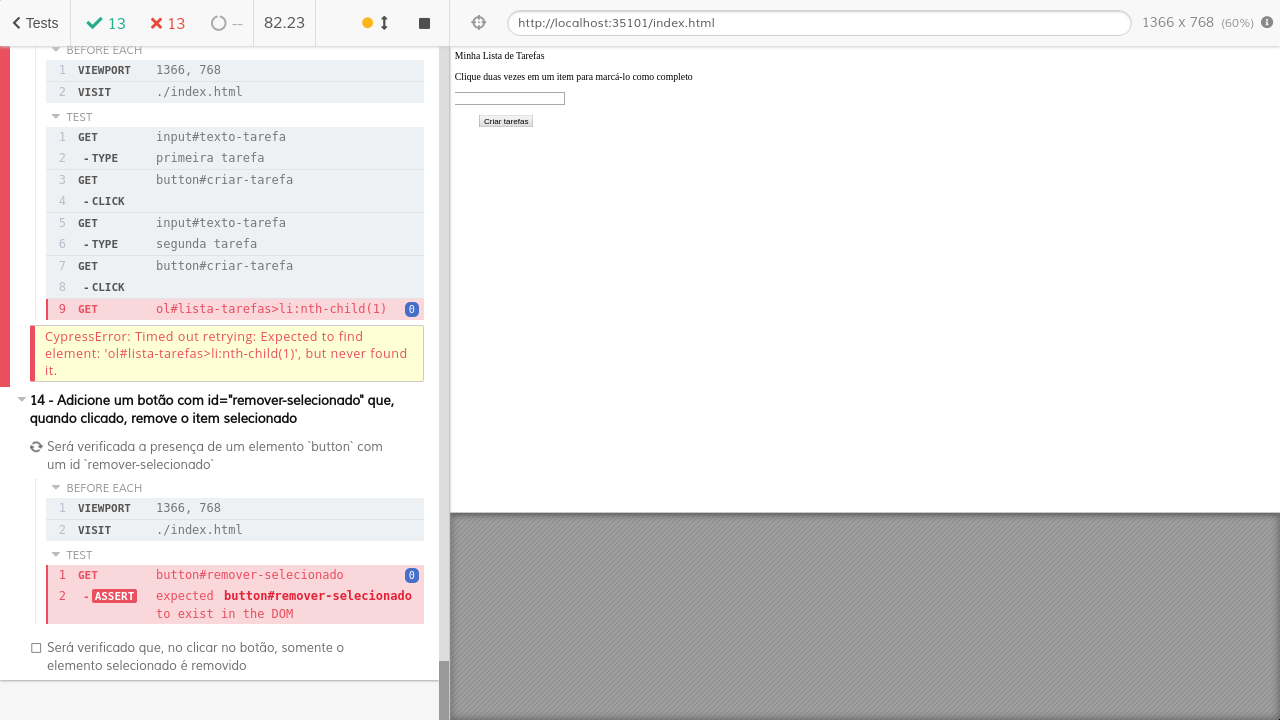 Tests 13 13 -- 82.23
http://localhost:35101/index.html 1366 x 768 (60%)
BEFORE EACH
1 VIEWPORT 1366, 768
2 VISIT ./index.html
TEST
1 GET input#texto-tarefa
2 - TYPE primeira tarefa
3 GET button#criar-tarefa
4 - CLICK
5 GET input#texto-tarefa
6 - TYPE segunda tarefa
7 GET button#criar-tarefa
8 - CLICK
9 GET ol#lista-tarefas>li:nth-child(1) 0
CypressError: Timed out retrying: Expected to find
element: 'ol#lista-tarefas>li:nth-child(1)', but never found
it.
14 - Adicione um botão com id="remover-selecionado" que,
quando clicado, remove o item selecionado
Será verificada a presença de um elemento `button` com
um id `remover-selecionado`
BEFORE EACH
1 VIEWPORT 1366, 768
2 VISIT ./index.html
TEST
1 GET button#remover-selecionado 0
2 - ASSERT expected button#remover-selecionado
to exist in the DOM
Será verificado que, no clicar no botão, somente o
elemento selecionado é removido
Minha Lista de Tarefas
Clique duas vezes em um item para marcá-lo como completo
Criar tarefas